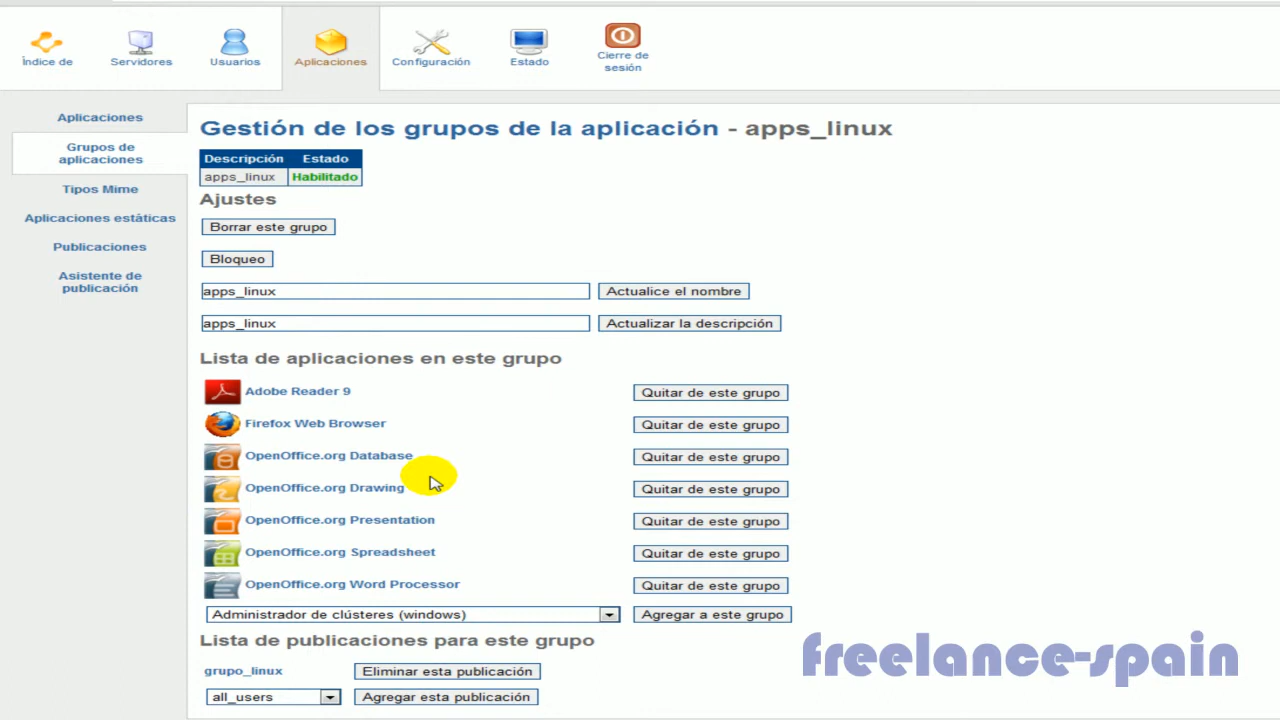 Índice de
Servidores
Usuarios
Aplicaciones
Configuración
Estado
Cierre de
sesión
Aplicaciones
Grupos de
aplicaciones
Tipos Mime
Aplicaciones estáticas
Publicaciones
Asistente de
publicación
Gestión de los grupos de la aplicación - apps_linux
Descripción Estado
apps_linux Habilitado
Ajustes
Borrar este grupo
Bloqueo
apps_linux Actualice el nombre
apps_linux Actualizar la descripción
Lista de aplicaciones en este grupo
Adobe Reader 9 Quitar de este grupo
Firefox Web Browser Quitar de este grupo
OpenOffice.org Database Quitar de este grupo
OpenOffice.org Drawing Quitar de este grupo
OpenOffice.org Presentation Quitar de este grupo
OpenOffice.org Spreadsheet Quitar de este grupo
OpenOffice.org Word Processor Quitar de este grupo
Administrador de clústeres (windows) Agregar a este grupo
Lista de publicaciones para este grupo
grupo_linux Eliminar esta publicación
all_users Agregar esta publicación
freelance-spain